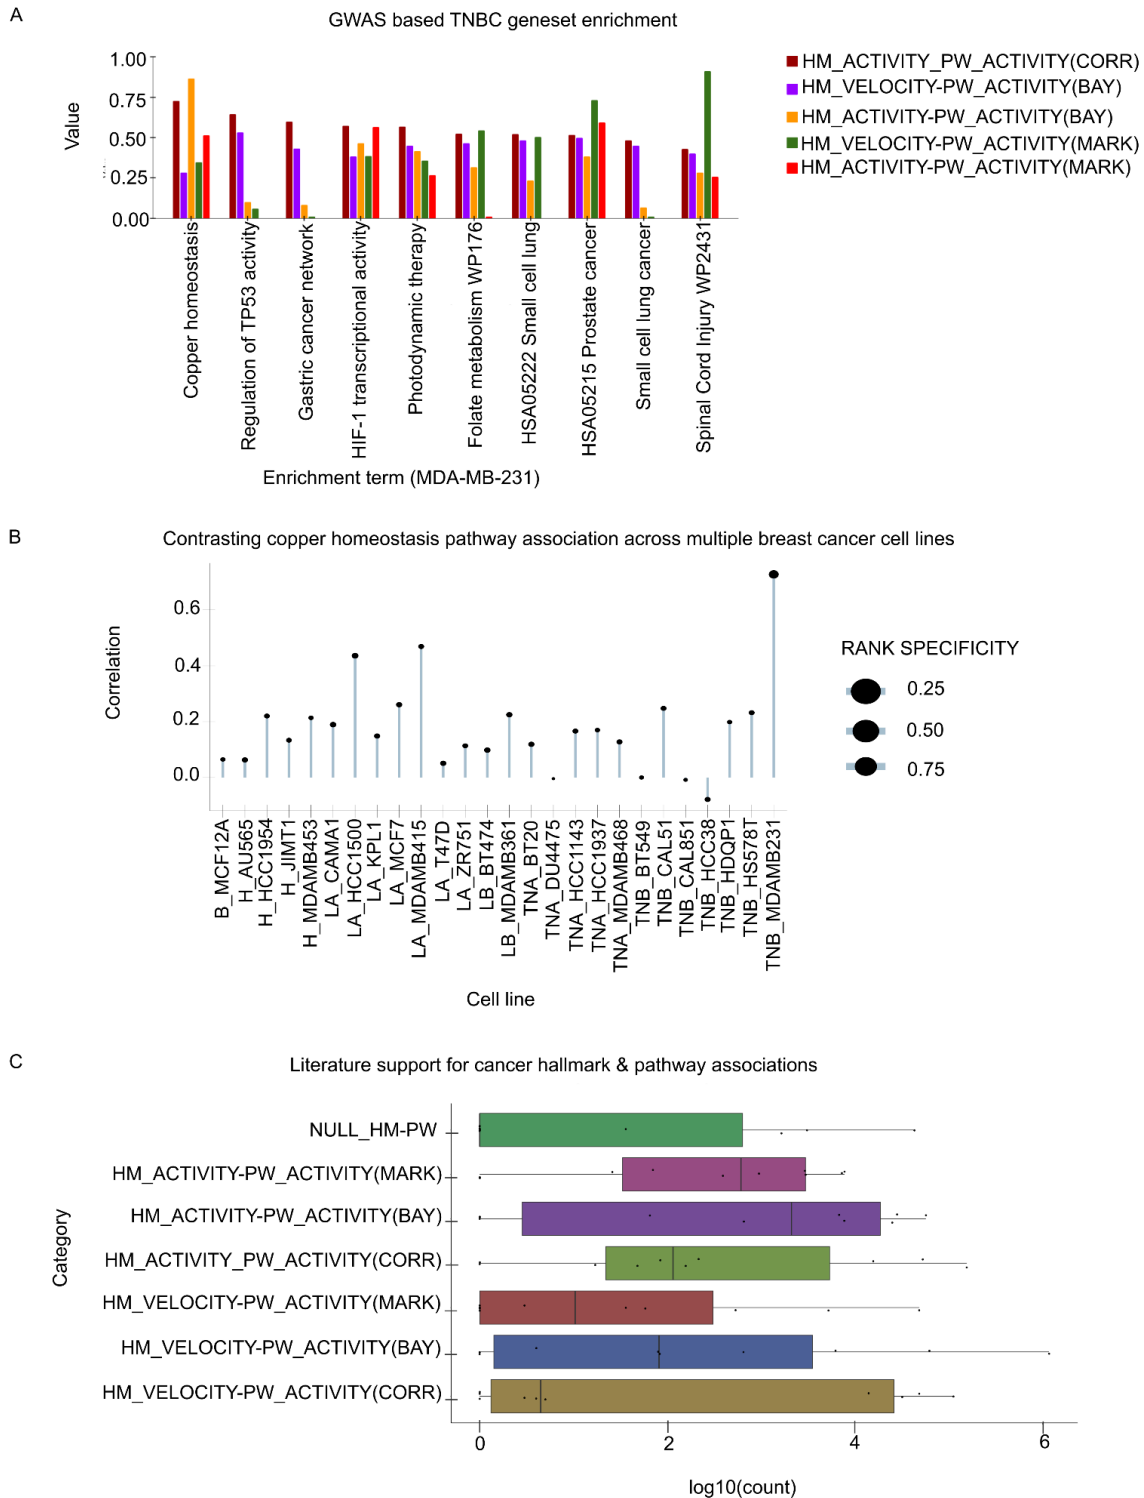 A
GWAS based TNBC geneset enrichment
1.00
0.75
0.50
0.25
0.00
Value
HM_ACTIVITY_PW_ACTIVITY(CORR)
HM_VELOCITY-PW_ACTIVITY(BAY)
HM_ACTIVITY-PW_ACTIVITY(BAY)
HM_VELOCITY-PW_ACTIVITY(MARK)
HM_ACTIVITY-PW_ACTIVITY(MARK)
Copper homeostasis
Regulation of TP53 activity
Gastric cancer network
HIF-1 transcriptional activity
Photodynamic therapy
Folate metabolism WP176
HSA05222 Small cell lung
HSA05215 Prostate cancer
Small cell lung cancer
Spinal Cord Injury WP2431
Enrichment term (MDA-MB-231)
B
Contrasting copper homeostasis pathway association across multiple breast cancer cell lines
0.6
0.4
0.2
0.0
Correlation
RANK SPECIFICITY
0.25
0.50
0.75
B_MCF12A
H_AU565
H_HCC1954
H_JIMT1
H_MDAMB453
LA_CAMA1
LA_HCC1500
LA_KPL1
LA_MCF7
LA_MDAMB415
LA_T47D
LA_ZR751
LB_BT474
LB_MDAMB361
TNA_BT20
TNA_DU4475
TNA_HCC1143
TNA_HCC1937
TNA_MDAMB468
TNB_BT549
TNB_CAL51
TNB_CAL851
TNB_HCC38
TNB_HDQP1
TNB_HS578T
TNB_MDAMB231
Cell line
C
Literature support for cancer hallmark & pathway associations
Category
NULL_HM-PW
HM_ACTIVITY-PW_ACTIVITY(MARK)
HM_ACTIVITY-PW_ACTIVITY(BAY)
HM_ACTIVITY_PW_ACTIVITY(CORR)
HM_VELOCITY-PW_ACTIVITY(MARK)
HM_VELOCITY-PW_ACTIVITY(BAY)
HM_VELOCITY-PW_ACTIVITY(CORR)
0 2 4 6
log10(count)